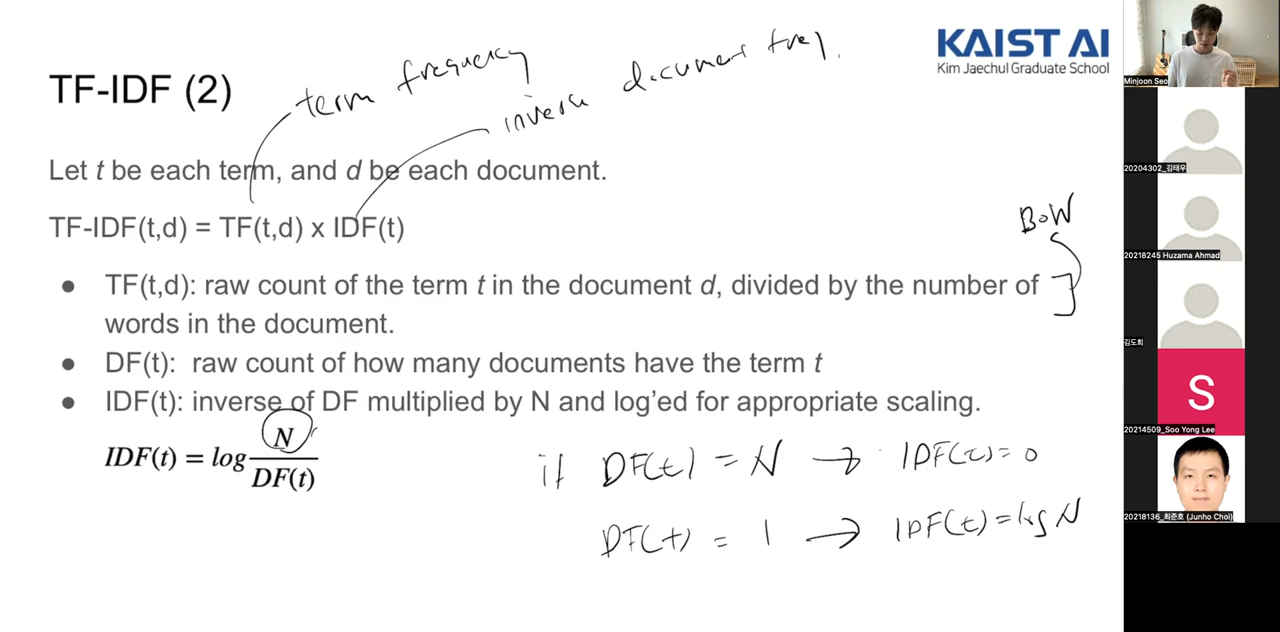 KAIST AI
Kim Jaechul Graduate School
TF-IDF (2)
term frequency
inverse document freq.
Let t be each term, and d be each document.
TF-IDF(t,d) = TF(t,d) x IDF(t)
BoW
● TF(t,d): raw count of the term t in the document d, divided by the number of
words in the document.
● DF(t): raw count of how many documents have the term t
● IDF(t): inverse of DF multiplied by N and log'ed for appropriate scaling.
IDF(t) = log N / DF(t)
if DF(t) = N → IDF(t) = 0
DF(t) = 1 → IDF(t) = log N
Minjoon Seo
20204302_김태우
20218245 Huzama Ahmad
김도희
S
20214509_Soo Yong Lee
20218136_최준호 (Junho Choi)